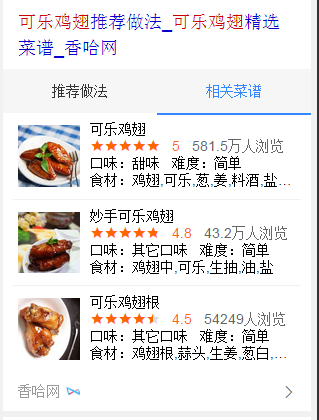 可乐鸡翅推荐做法_可乐鸡翅精选
菜谱_香哈网
推荐做法 相关菜谱
可乐鸡翅
5 581.5万人浏览
口味：甜味 难度：简单
食材：鸡翅,可乐,葱,姜,料酒,盐...
妙手可乐鸡翅
4.8 43.2万人浏览
口味：其它口味 难度：简单
食材：鸡翅中,可乐,生抽,油,盐
可乐鸡翅根
4.5 54249人浏览
口味：其它口味 难度：简单
食材：鸡翅根,蒜头,生姜,葱白,...
香哈网